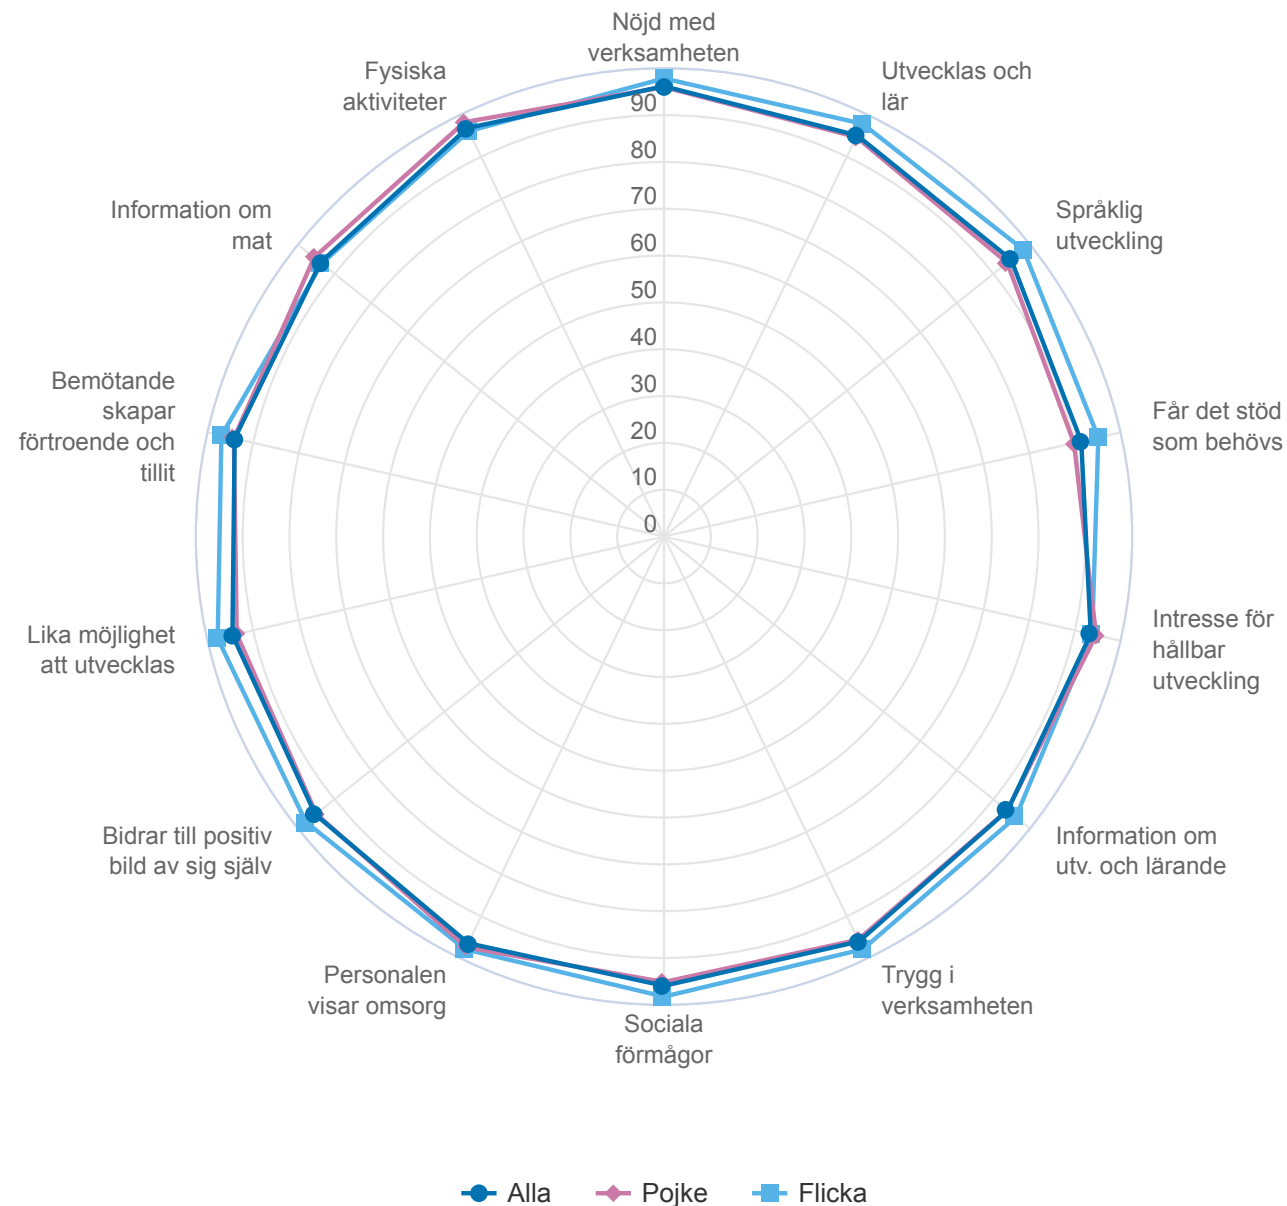 Nöjd med
verksamheten
Utvecklas och
lär
Språklig
utveckling
Får det stöd
som behövs
Intresse för
hållbar
utveckling
Information om
utv. och lärande
Trygg i
verksamheten
Sociala
förmågor
Personalen
visar omsorg
Bidrar till positiv
bild av sig själv
Lika möjlighet
att utvecklas
Bemötande
skapar
förtroende och
tillit
Information om
mat
Fysiska
aktiviteter
90
80
70
60
50
40
30
20
10
0
Alla
Pojke
Flicka